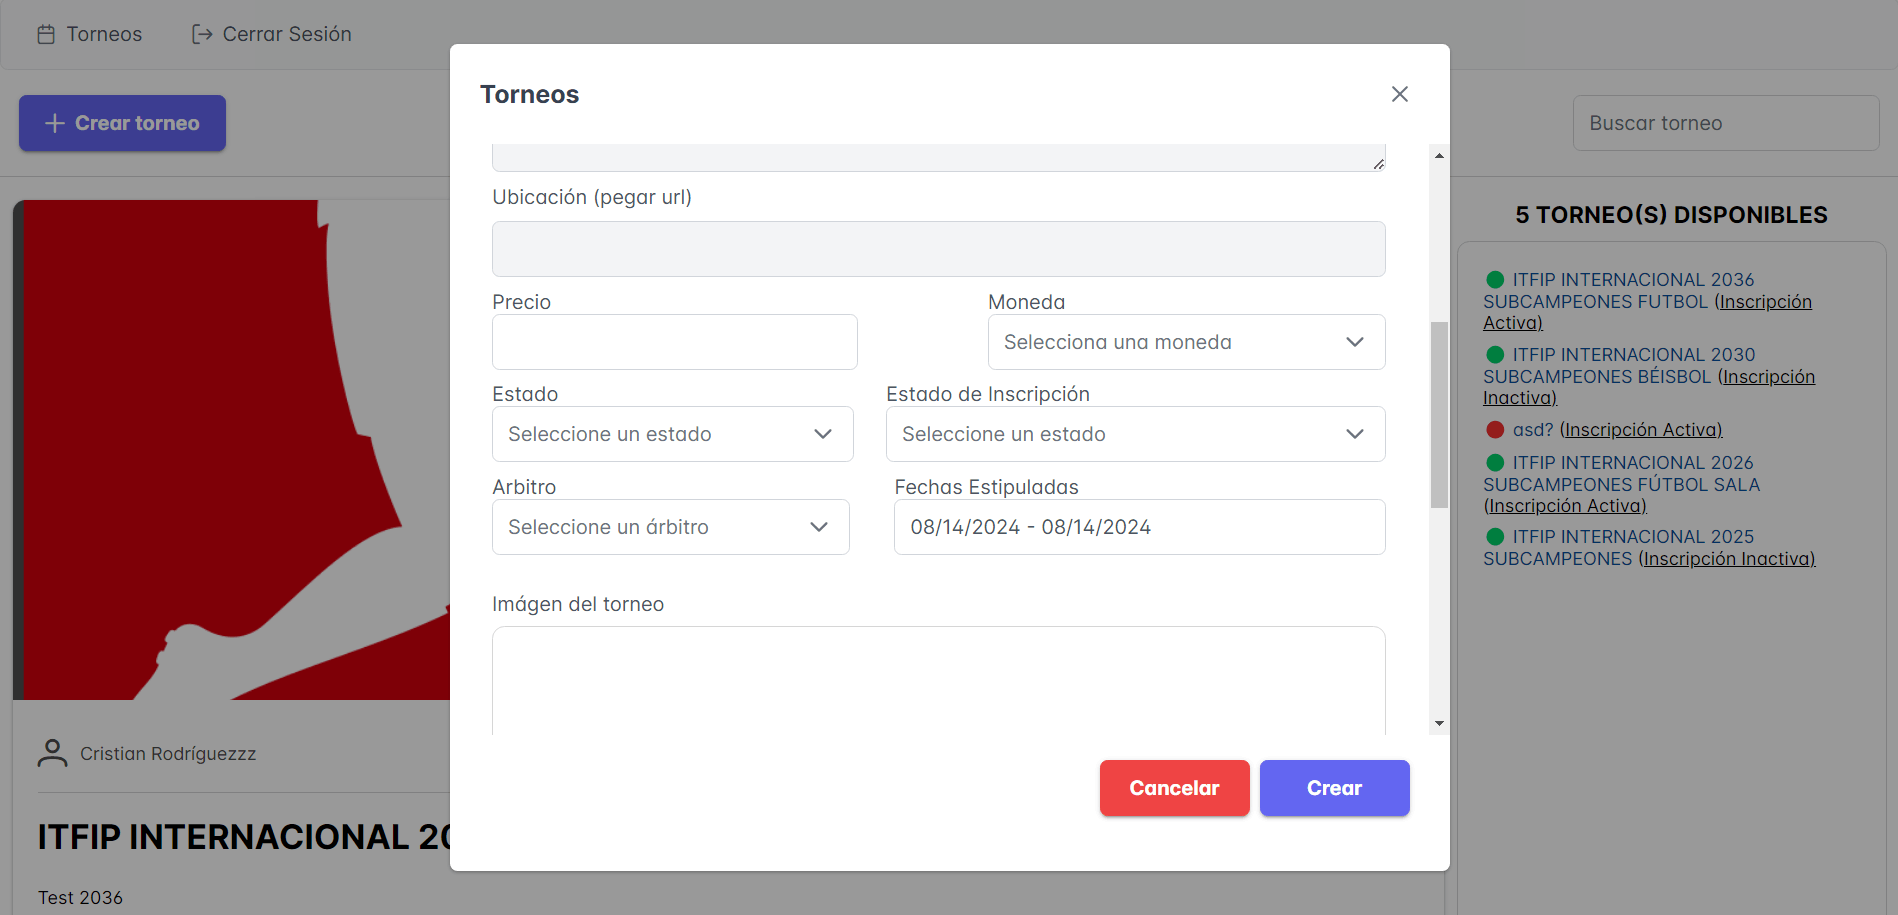 Torneos
Cerrar Sesión
Crear torneo
Buscar torneo
Torneos
Ubicación (pegar url)
Precio
Moneda
Selecciona una moneda
Estado
Estado de Inscripción
Seleccione un estado
Seleccione un estado
Arbitro
Fechas Estipuladas
Seleccione un árbitro
08/14/2024 - 08/14/2024
Imágen del torneo
Cancelar
Crear
Cristian Rodríguezzz
ITFIP INTERNACIONAL 20
Test 2036
5 TORNEO(S) DISPONIBLES
ITFIP INTERNACIONAL 2036
SUBCAMPEONES FUTBOL (Inscripción
Activa)
ITFIP INTERNACIONAL 2030
SUBCAMPEONES BÉISBOL (Inscripción
Inactiva)
asd? (Inscripción Activa)
ITFIP INTERNACIONAL 2026
SUBCAMPEONES FÚTBOL SALA
(Inscripción Activa)
ITFIP INTERNACIONAL 2025
SUBCAMPEONES (Inscripción Inactiva)